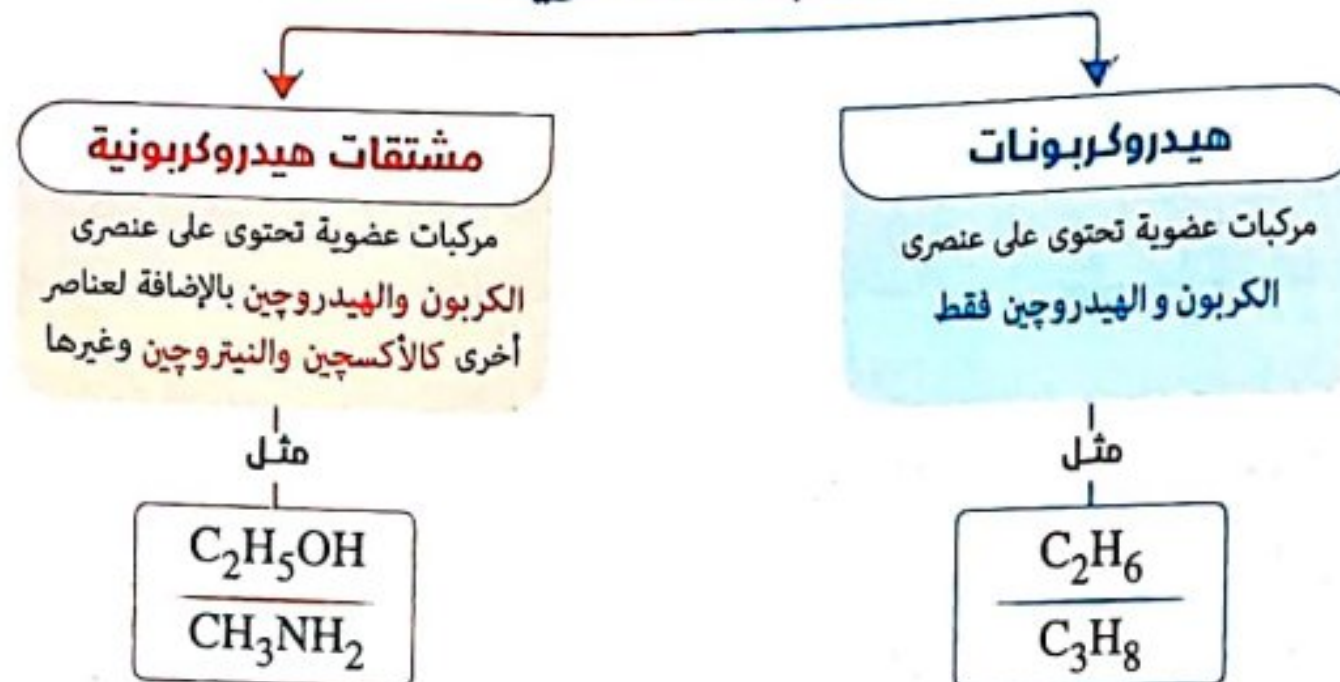 هيدروكربونات
مركبات عضوية تحتوى على عنصرى
الكربون و الهيدروچين فقط
مثل
C₂H₆
C₃H₈
مشتقات هيدروكربونية
مركبات عضوية تحتوى على عنصرى
الكربون والهيدروچين بالإضافة لعناصر
أخرى كالأكسچين والنيتروچين وغيرها
مثل
C₂H₅OH
CH₃NH₂